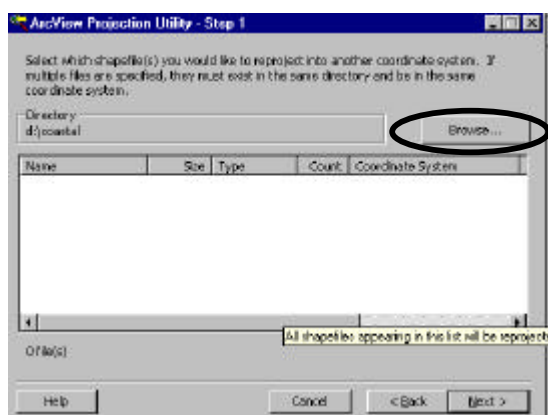 ArcView Projection Utility - Step 1
Select which shapefile(s) you would like to reproject into another coordinate system. If
multiple files are specified, they must exist in the same directory and be in the same
coordinate system.
Directory
d:\coastal
Browse...
Name Size Type Count Coordinate System
All shapefiles appearing in this list will be reproject
0 file(s)
Help Cancel < Back Next >